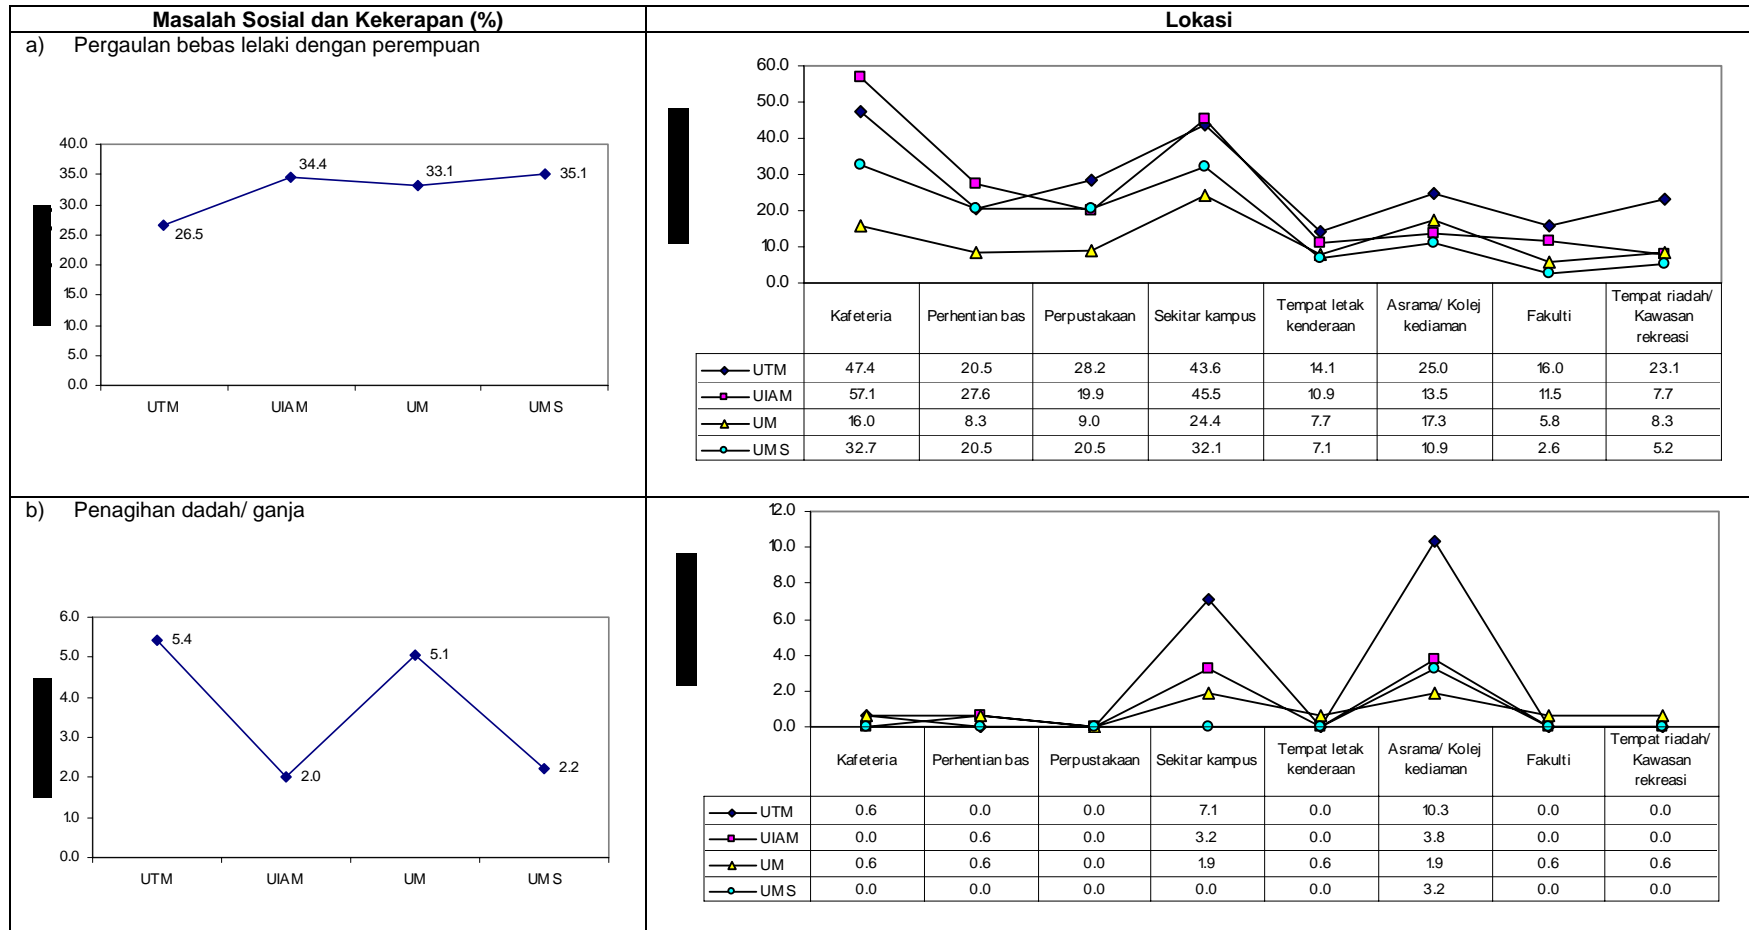 Masalah Sosial dan Kekerapan (%) Lokasi
a) Pergaulan bebas lelaki dengan perempuan
40.0
35.0
30.0
25.0
20.0
15.0
10.0
5.0
0.0
26.5
34.4
33.1
35.1
UTM UIAM UM UMS
60.0
50.0
40.0
30.0
20.0
10.0
0.0
Kafeteria Perhentian bas Perpustakaan Sekitar kampus Tempat letak kenderaan Asrama/ Kolej kediaman Fakulti Tempat riadah/ Kawasan rekreasi
UTM 47.4 20.5 28.2 43.6 14.1 25.0 16.0 23.1
UIAM 57.1 27.6 19.9 45.5 10.9 13.5 11.5 7.7
UM 16.0 8.3 9.0 24.4 7.7 17.3 5.8 8.3
UMS 32.7 20.5 20.5 32.1 7.1 10.9 2.6 5.2
b) Penagihan dadah/ ganja
6.0
5.0
4.0
3.0
2.0
1.0
0.0
5.4
2.0
5.1
2.2
UTM UIAM UM UMS
12.0
10.0
8.0
6.0
4.0
2.0
0.0
Kafeteria Perhentian bas Perpustakaan Sekitar kampus Tempat letak kenderaan Asrama/ Kolej kediaman Fakulti Tempat riadah/ Kawasan rekreasi
UTM 0.6 0.0 0.0 7.1 0.0 10.3 0.0 0.0
UIAM 0.0 0.6 0.0 3.2 0.0 3.8 0.0 0.0
UM 0.6 0.6 0.0 1.9 0.6 1.9 0.6 0.6
UMS 0.0 0.0 0.0 0.0 0.0 3.2 0.0 0.0